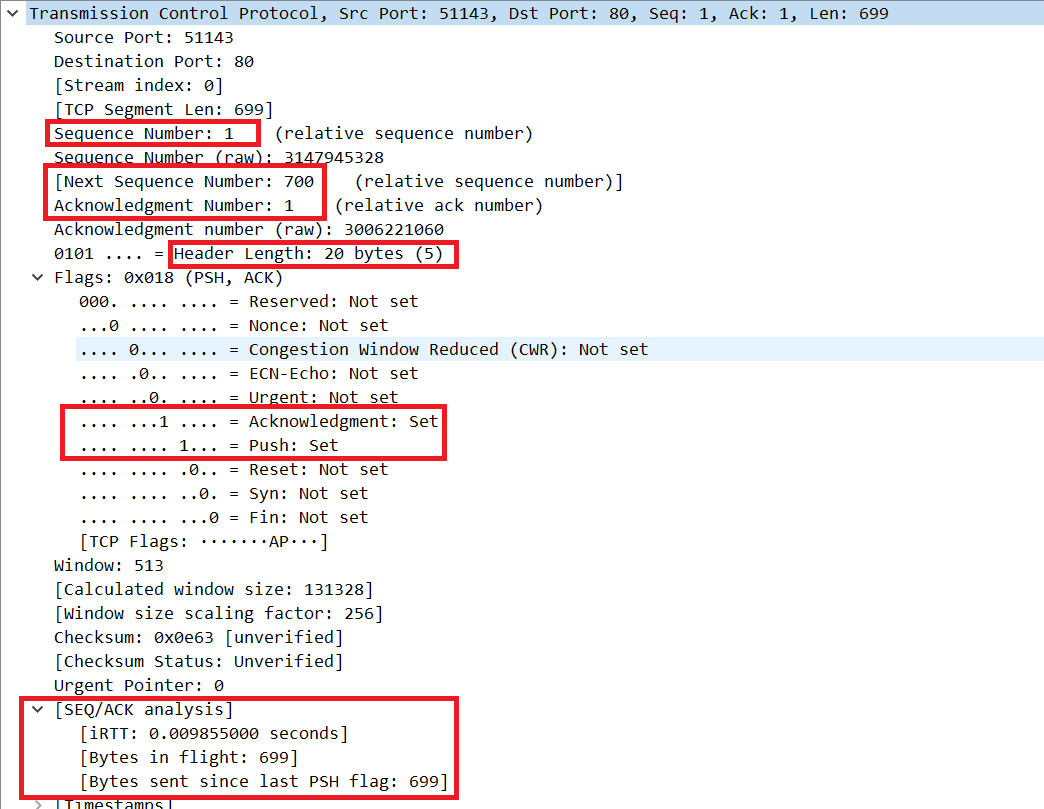 Transmission Control Protocol, Src Port: 51143, Dst Port: 80, Seq: 1, Ack: 1, Len: 699
Source Port: 51143
Destination Port: 80
[Stream index: 0]
[TCP Segment Len: 699]
Sequence Number: 1 (relative sequence number)
Sequence Number (raw): 3147945328
[Next Sequence Number: 700 (relative sequence number)]
Acknowledgment Number: 1 (relative ack number)
Acknowledgment number (raw): 3006221060
0101 .... = Header Length: 20 bytes (5)
Flags: 0x018 (PSH, ACK)
000. .... .... = Reserved: Not set
...0 .... .... = Nonce: Not set
.... 0... .... = Congestion Window Reduced (CWR): Not set
.... .0.. .... = ECN-Echo: Not set
.... ..0. .... = Urgent: Not set
.... ...1 .... = Acknowledgment: Set
.... .... 1... = Push: Set
.... .... .0.. = Reset: Not set
.... .... ..0. = Syn: Not set
.... .... ...0 = Fin: Not set
[TCP Flags: ·······AP···]
Window: 513
[Calculated window size: 131328]
[Window size scaling factor: 256]
Checksum: 0x0e63 [unverified]
[Checksum Status: Unverified]
Urgent Pointer: 0
[SEQ/ACK analysis]
[iRTT: 0.009855000 seconds]
[Bytes in flight: 699]
[Bytes sent since last PSH flag: 699]
[Timestamps]